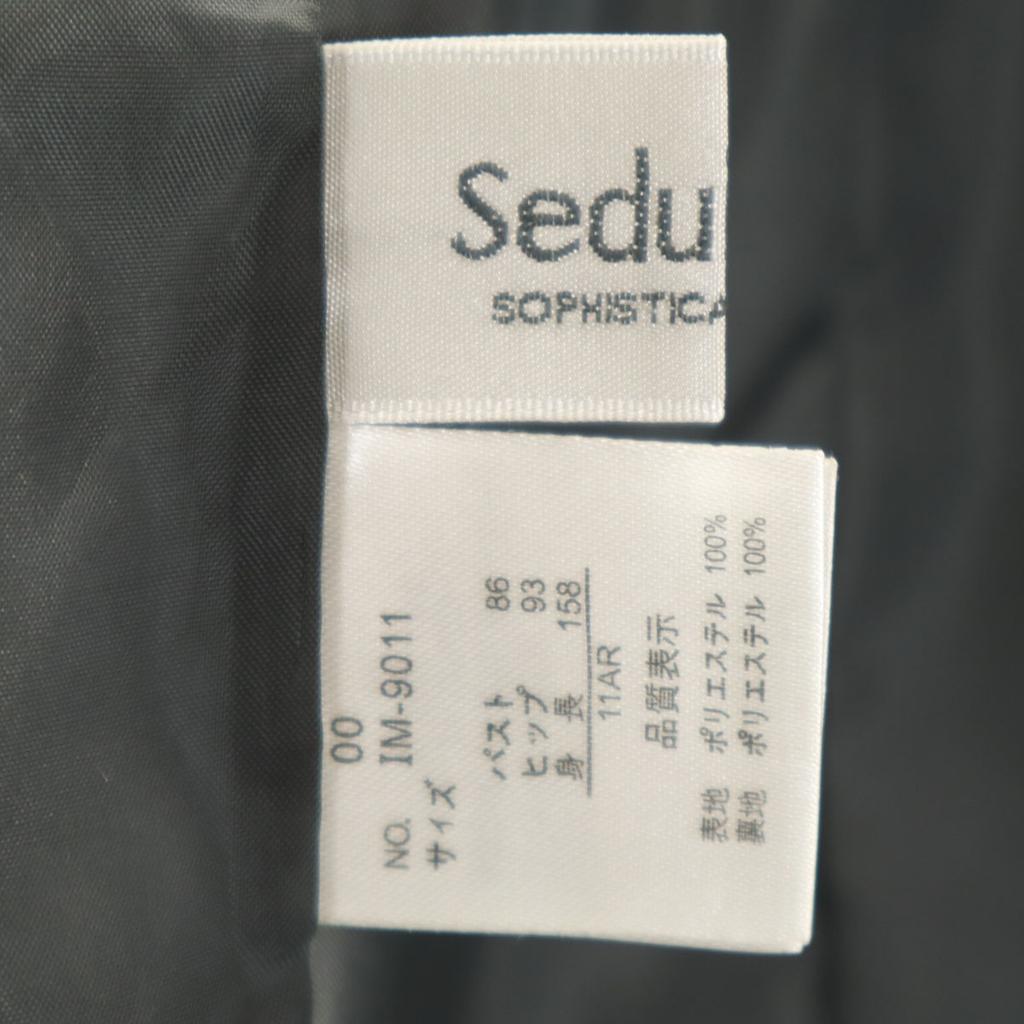 Sedu
SOPHISTICA
00
NO. IM-9011
サイズ
バスト 86
ヒップ 93
身長 158
11AR
品質表示
表地 ポリエステル 100%
裏地 ポリエステル 100%